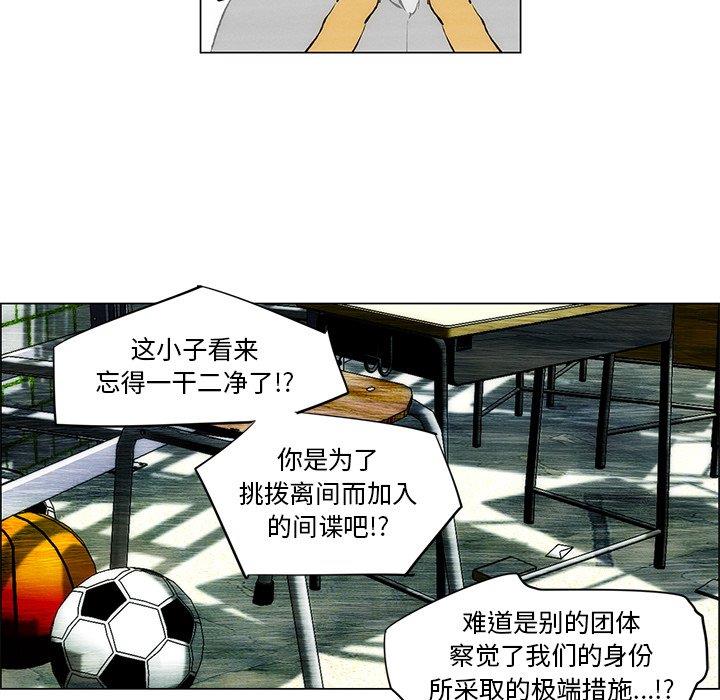 这小子看来
忘得一干二净了!?
你是为了
挑拨离间而加入
的间谍吧!?
难道是别的团体
察觉了我们的身份
所采取的极端措施...!?